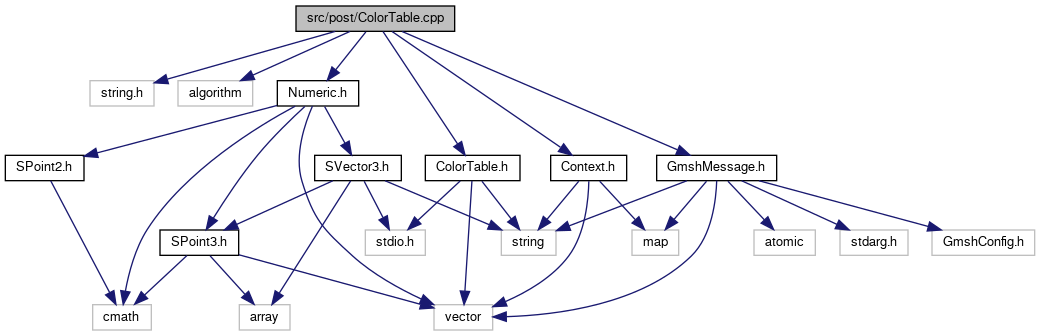 src/post/ColorTable.cpp
string.h
algorithm
Numeric.h
SPoint2.h
SVector3.h
ColorTable.h
Context.h
GmshMessage.h
SPoint3.h
stdio.h
string
map
atomic
stdarg.h
GmshConfig.h
cmath
array
vector